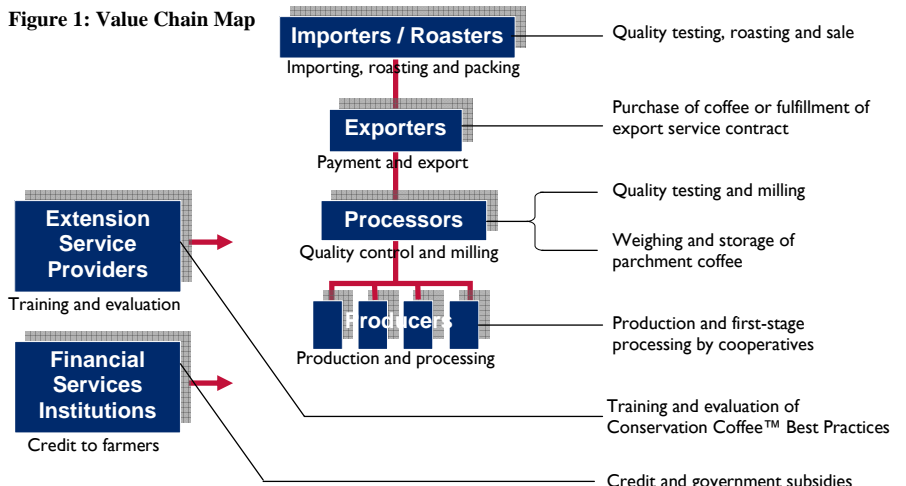 Figure 1: Value Chain Map
Importers / Roasters
Importing, roasting and packing
Quality testing, roasting and sale
Exporters
Payment and export
Purchase of coffee or fulfillment of
export service contract
Processors
Quality control and milling
Quality testing and milling
Weighing and storage of
parchment coffee
Extension
Service
Providers
Training and evaluation
Producers
Production and processing
Production and first-stage
processing by cooperatives
Financial
Services
Institutions
Credit to farmers
Training and evaluation of
Conservation Coffee™ Best Practices
Credit and government subsidies